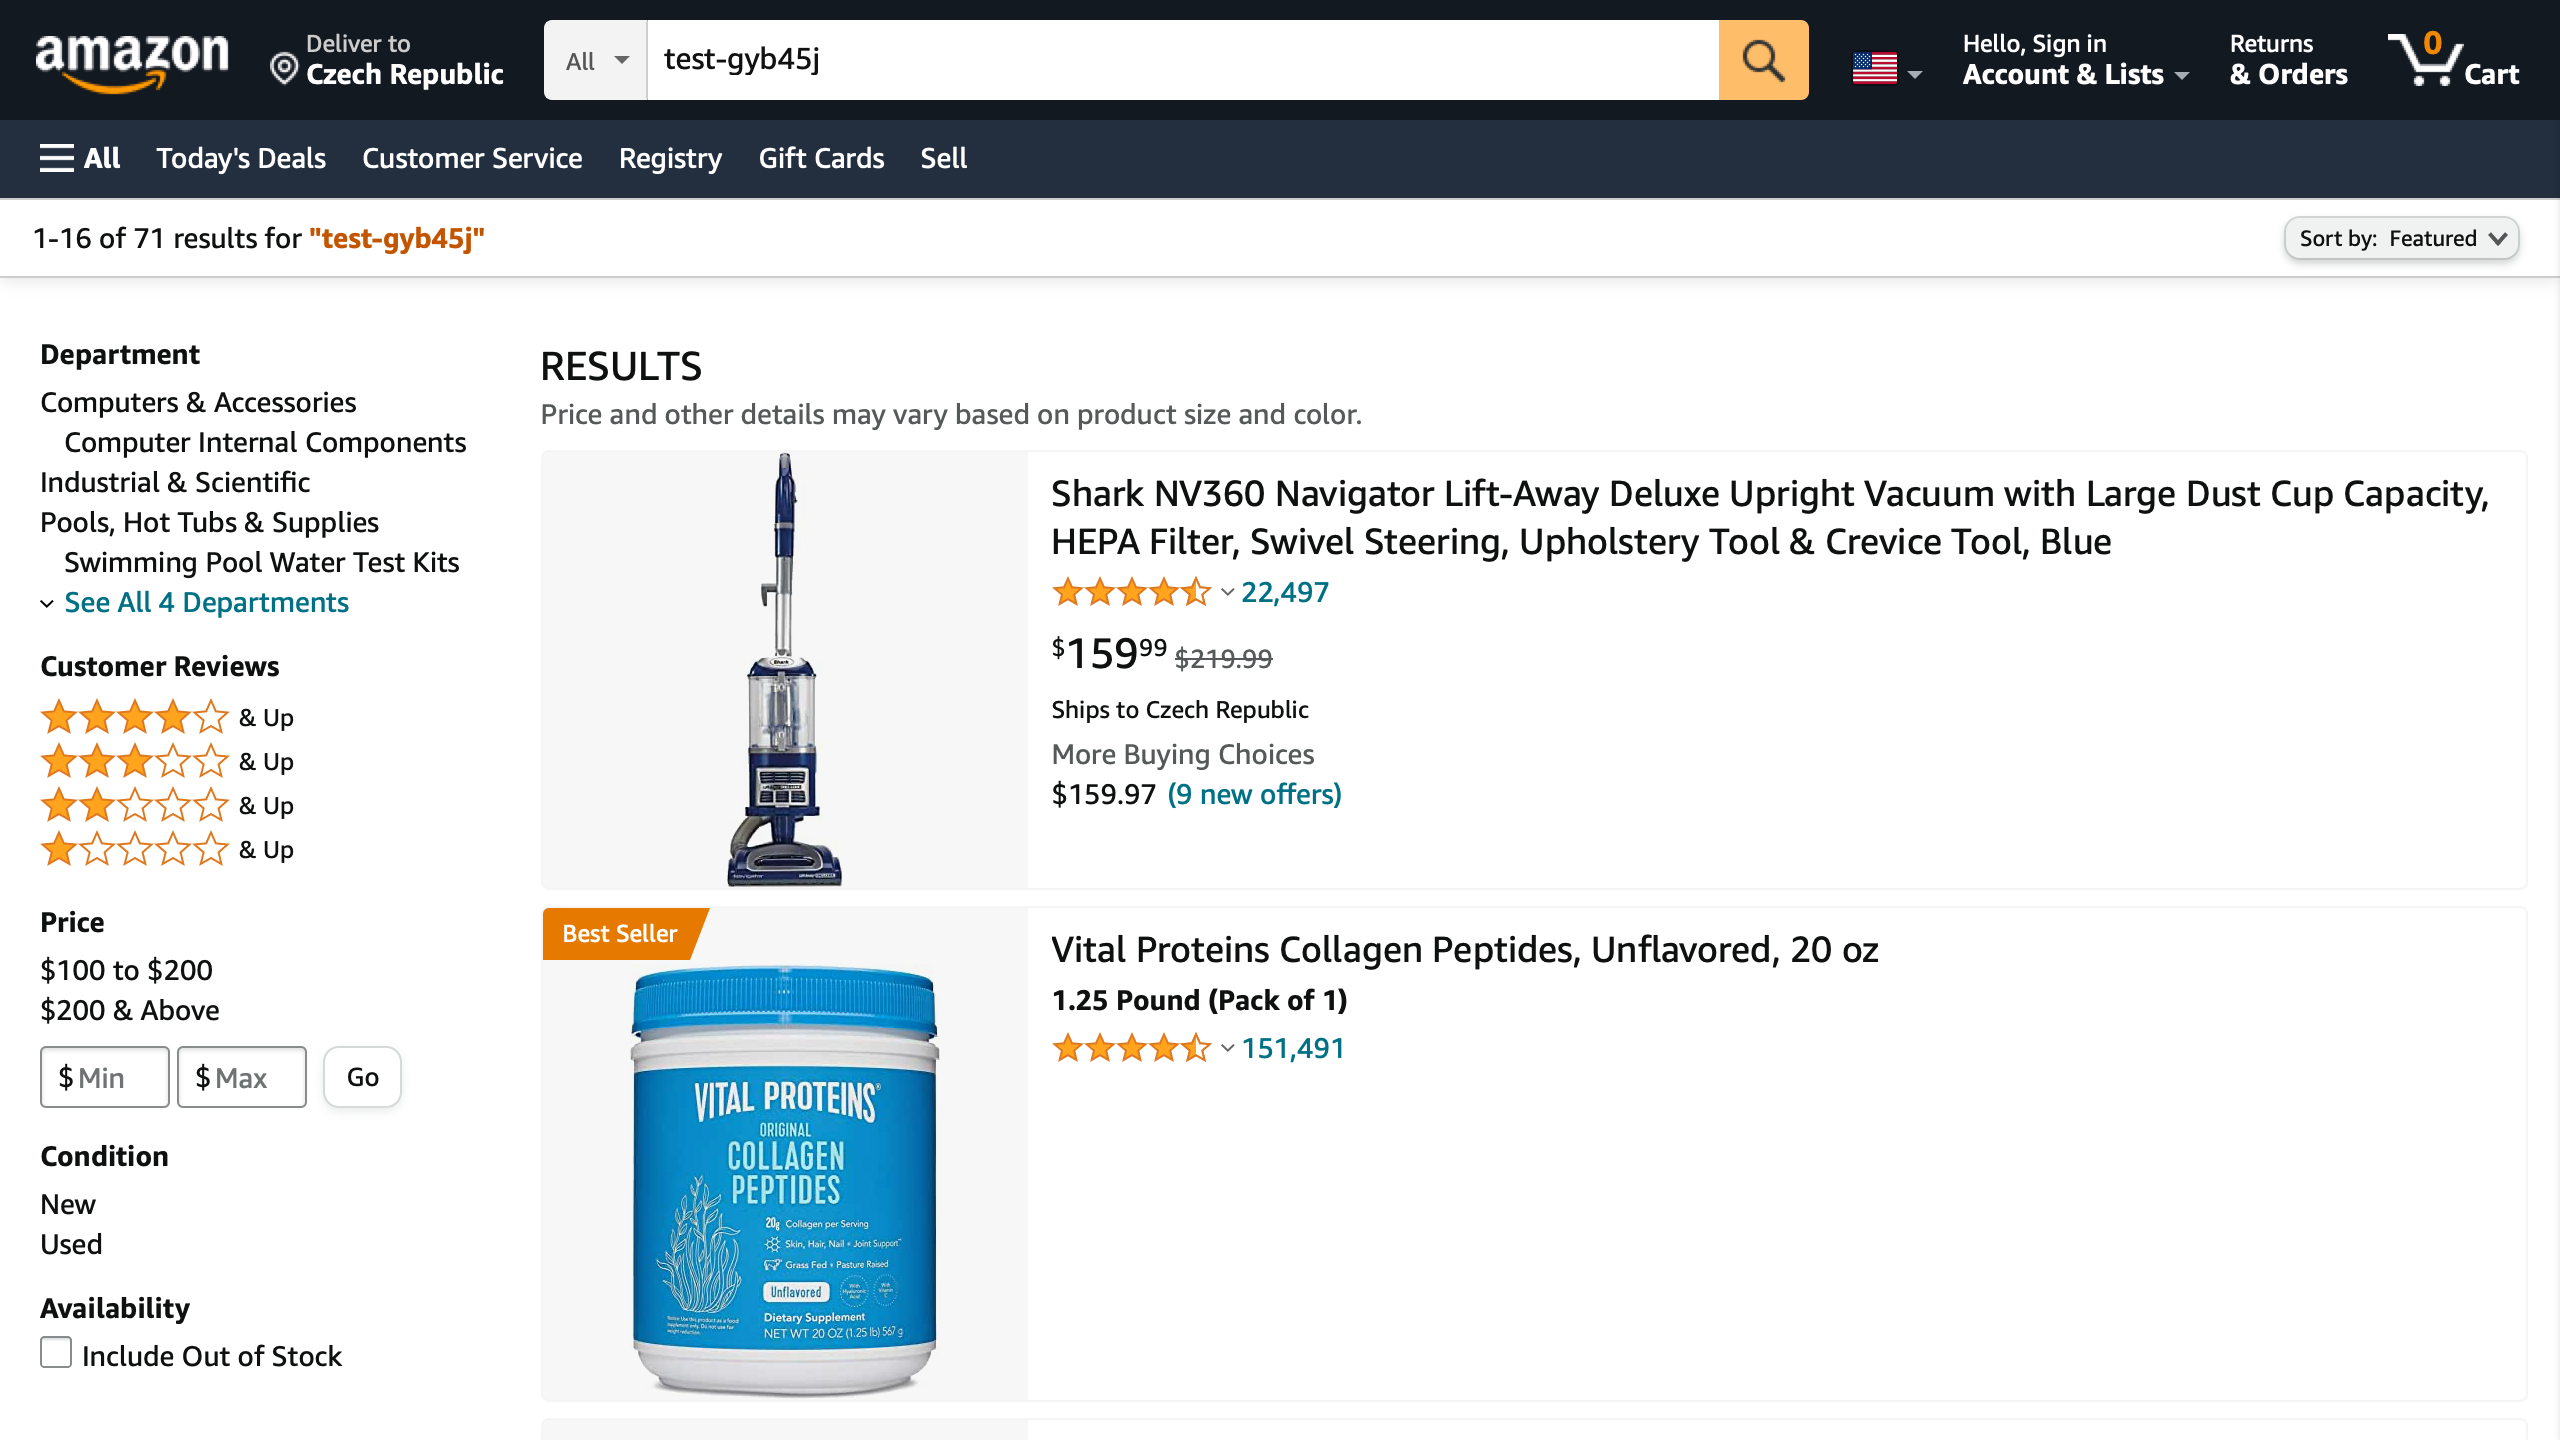 amazon
Deliver to
Czech Republic
All
test-gyb45j
Hello, Sign in
Account & Lists
Returns
& Orders
0
Cart
All
Today's Deals
Customer Service
Registry
Gift Cards
Sell
1-16 of 71 results for "test-gyb45j"
Sort by: Featured
Department
Computers & Accessories
Computer Internal Components
Industrial & Scientific
Pools, Hot Tubs & Supplies
Swimming Pool Water Test Kits
See All 4 Departments
Customer Reviews
& Up
& Up
& Up
& Up
Price
$100 to $200
$200 & Above
$ Min
$ Max
Go
Condition
New
Used
Availability
Include Out of Stock
RESULTS
Price and other details may vary based on product size and color.
Shark
Shark NV360 Navigator Lift-Away Deluxe Upright Vacuum with Large Dust Cup Capacity,
HEPA Filter, Swivel Steering, Upholstery Tool & Crevice Tool, Blue
22,497
$159.99 $219.99
Ships to Czech Republic
More Buying Choices
$159.97 (9 new offers)
Best Seller
VITAL PROTEINS
ORIGINAL
COLLAGEN
PEPTIDES
20g Collagen per Serving
Skin, Hair, Nail + Joint Support™
Grass Fed + Pasture Raised
Unflavored
Dietary Supplement
NET WT 20 OZ (1.25 lb) 567 g
Vital Proteins Collagen Peptides, Unflavored, 20 oz
1.25 Pound (Pack of 1)
151,491